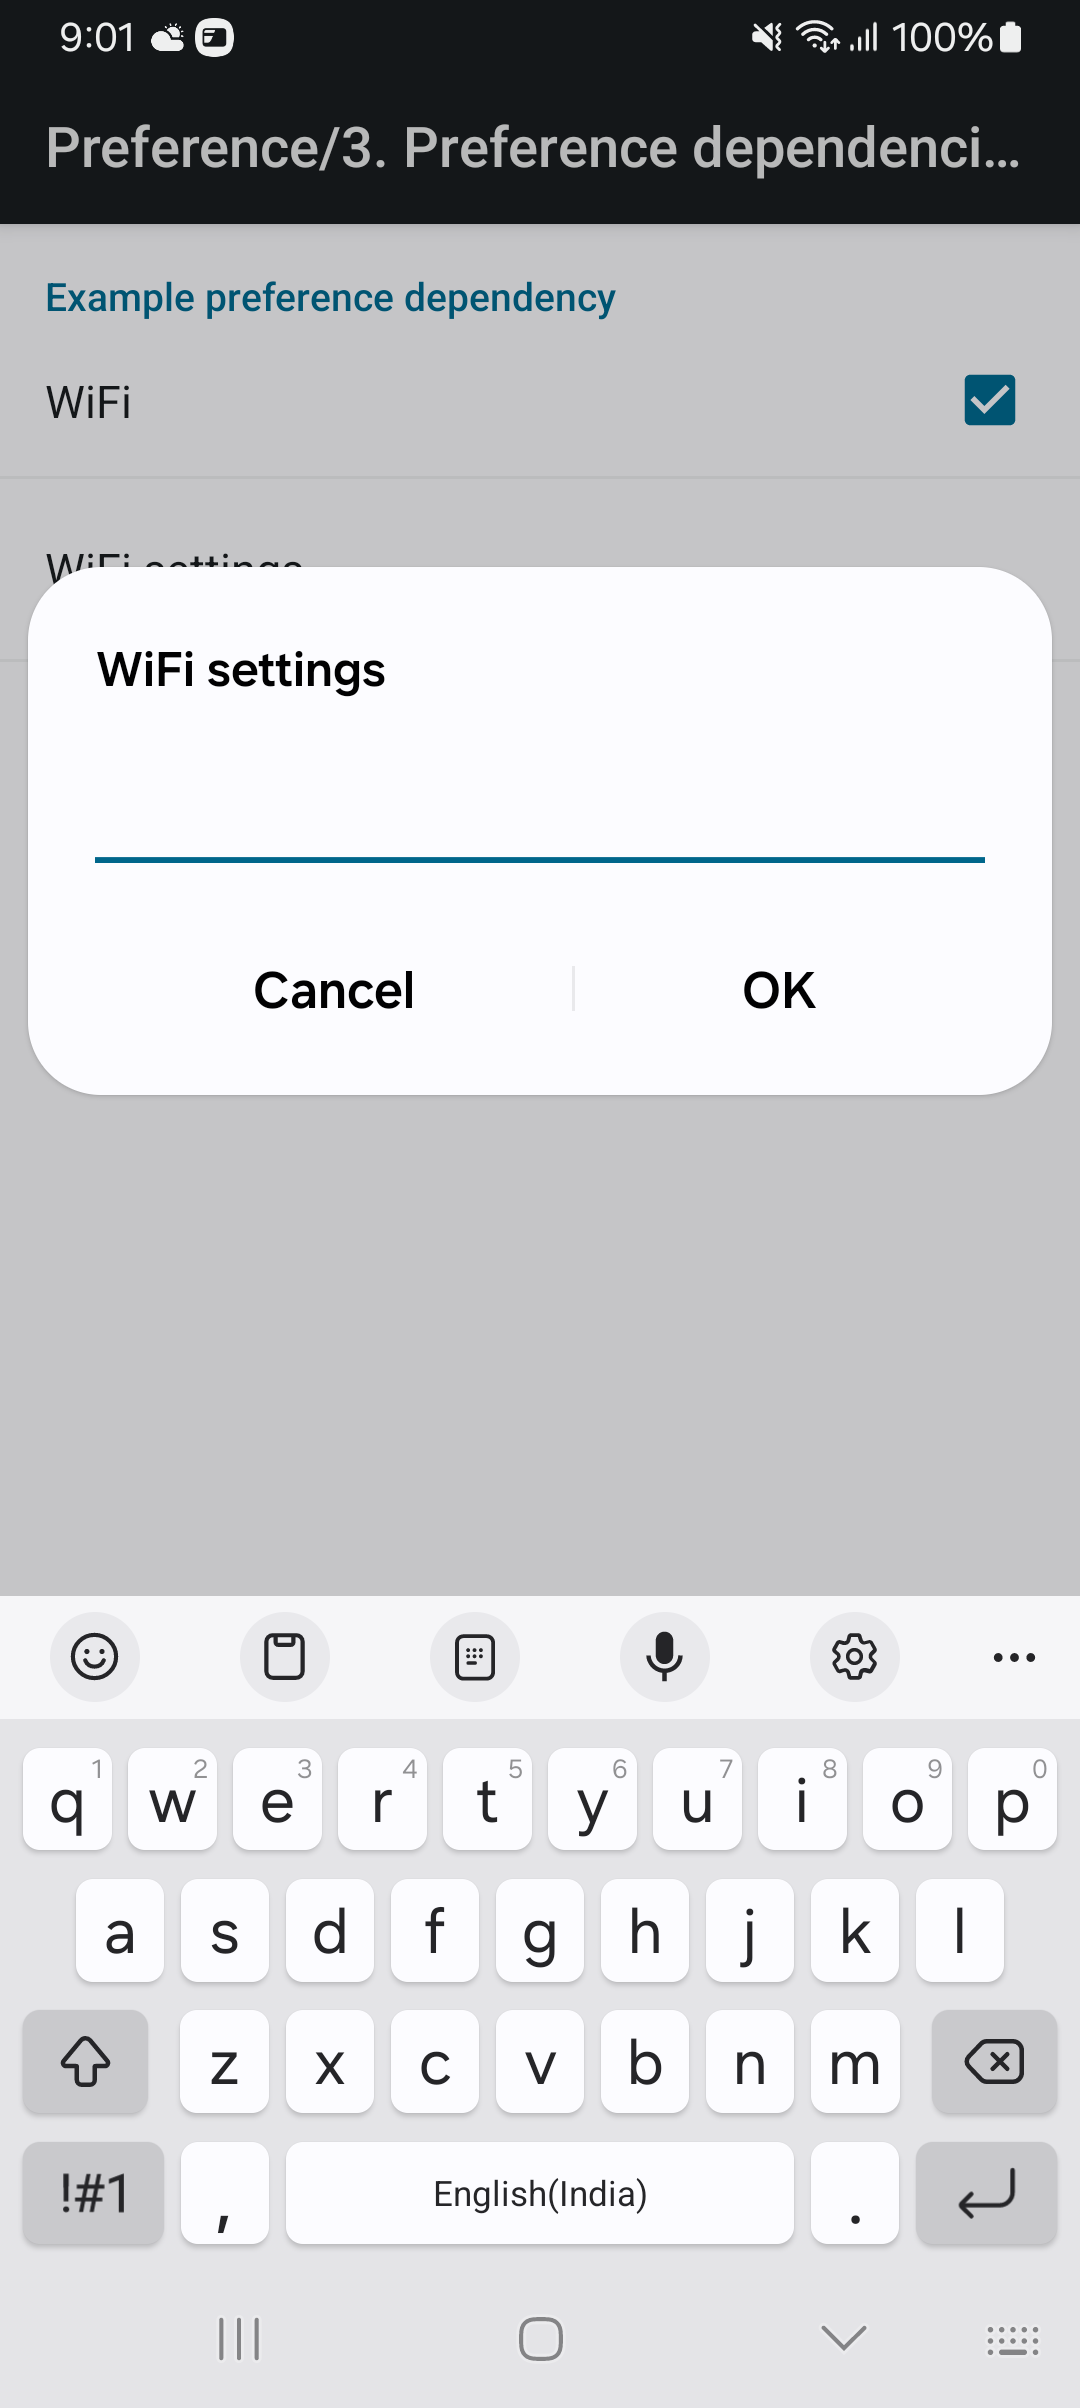 9:01 100%
Preference/3. Preference dependenci...
Example preference dependency
WiFi
WiFi settings
WiFi settings
Cancel OK
1 2 3 4 5 6 7 8 9 0
q w e r t y u i o p
a s d f g h j k l
z x c v b n m
!#1 , English(India) .